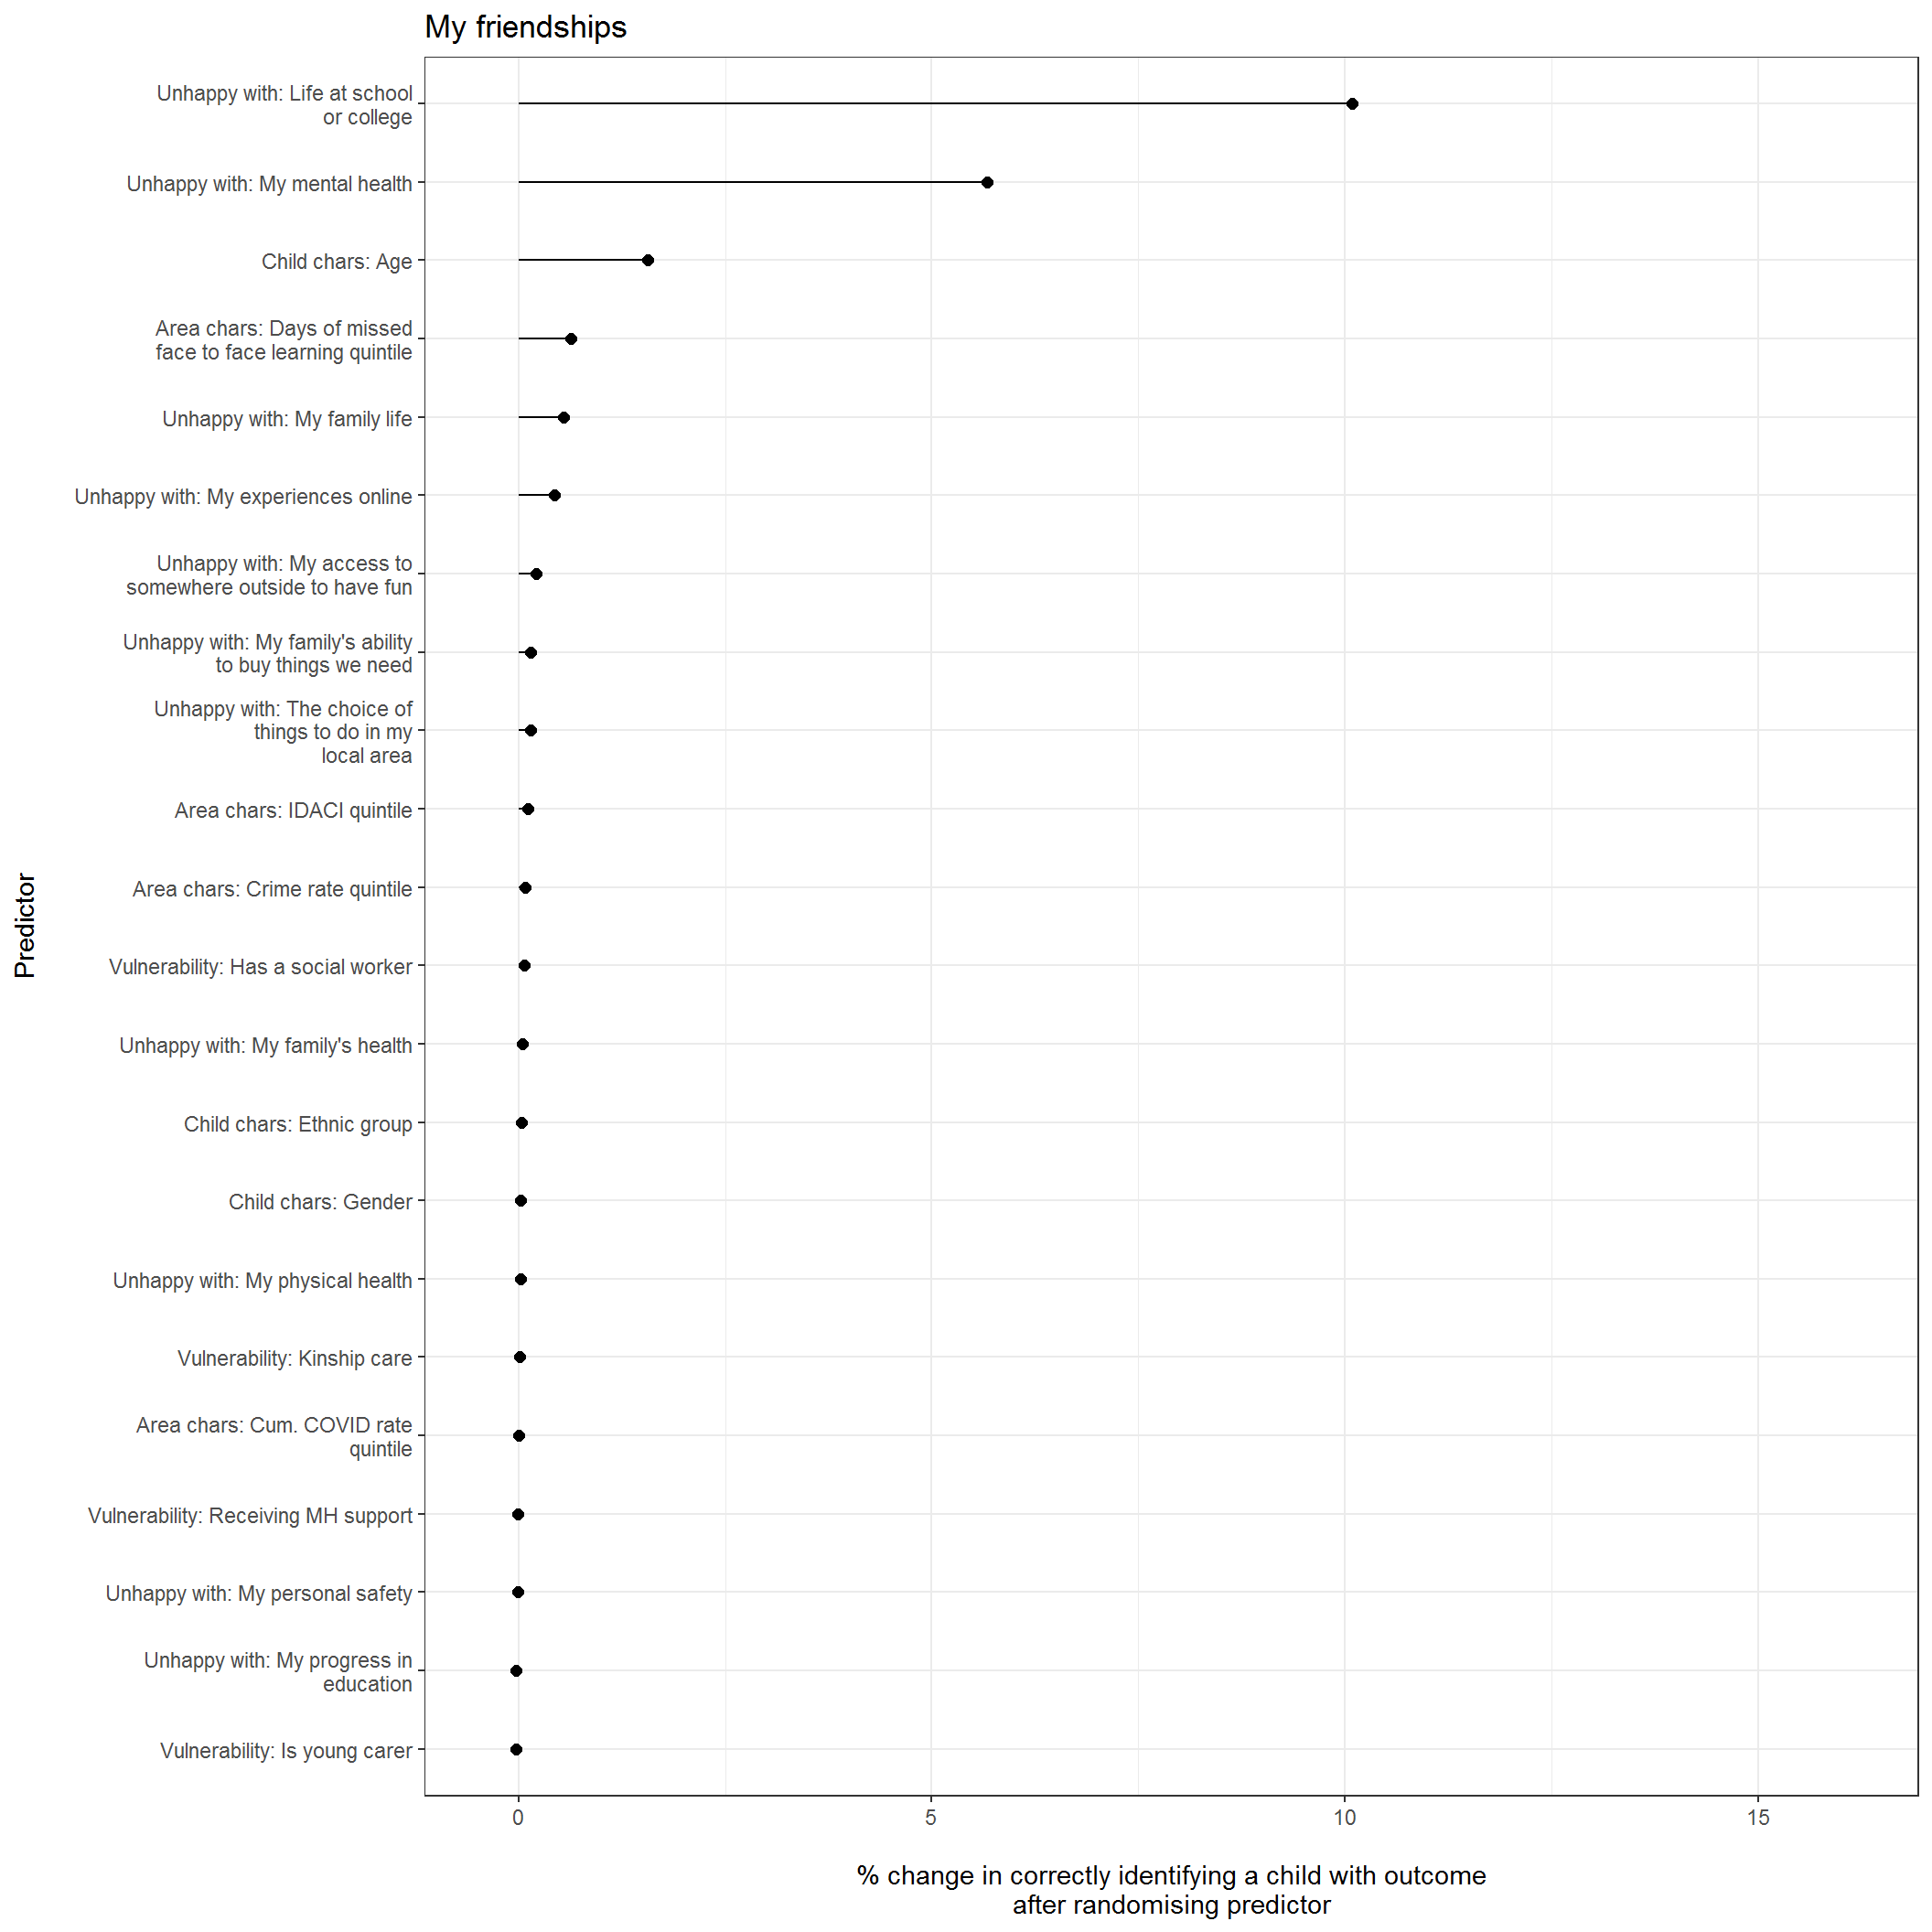 My friendships
Unhappy with: Life at school
or college
Unhappy with: My mental health
Child chars: Age
Area chars: Days of missed
face to face learning quintile
Unhappy with: My family life
Unhappy with: My experiences online
Unhappy with: My access to
somewhere outside to have fun
Unhappy with: My family's ability
to buy things we need
Unhappy with: The choice of
things to do in my
local area
Area chars: IDACI quintile
Area chars: Crime rate quintile
Vulnerability: Has a social worker
Unhappy with: My family's health
Child chars: Ethnic group
Child chars: Gender
Unhappy with: My physical health
Vulnerability: Kinship care
Area chars: Cum. COVID rate
quintile
Vulnerability: Receiving MH support
Unhappy with: My personal safety
Unhappy with: My progress in
education
Vulnerability: Is young carer
Predictor
0 5 10 15
% change in correctly identifying a child with outcome
after randomising predictor